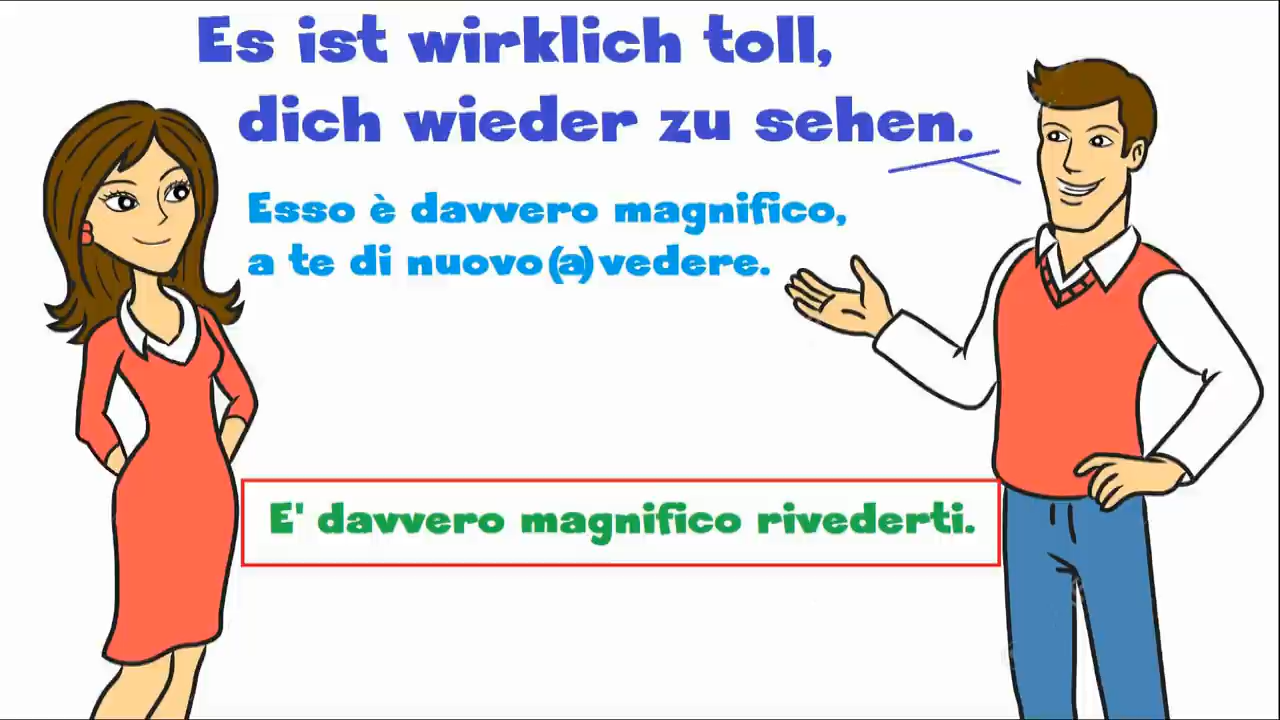 Es ist wirklich toll,
dich wieder zu sehen.
Esso è davvero magnifico,
a te di nuovo (a) vedere.
E' davvero magnifico rivederti.